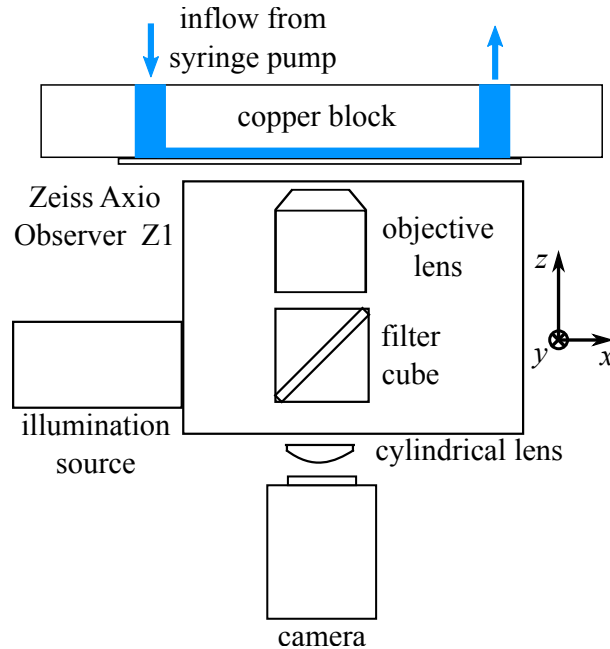 inflow from
syringe pump
copper block
Zeiss Axio
Observer Z1
objective
lens
z
filter
cube
y
x
illumination
source
cylindrical lens
camera